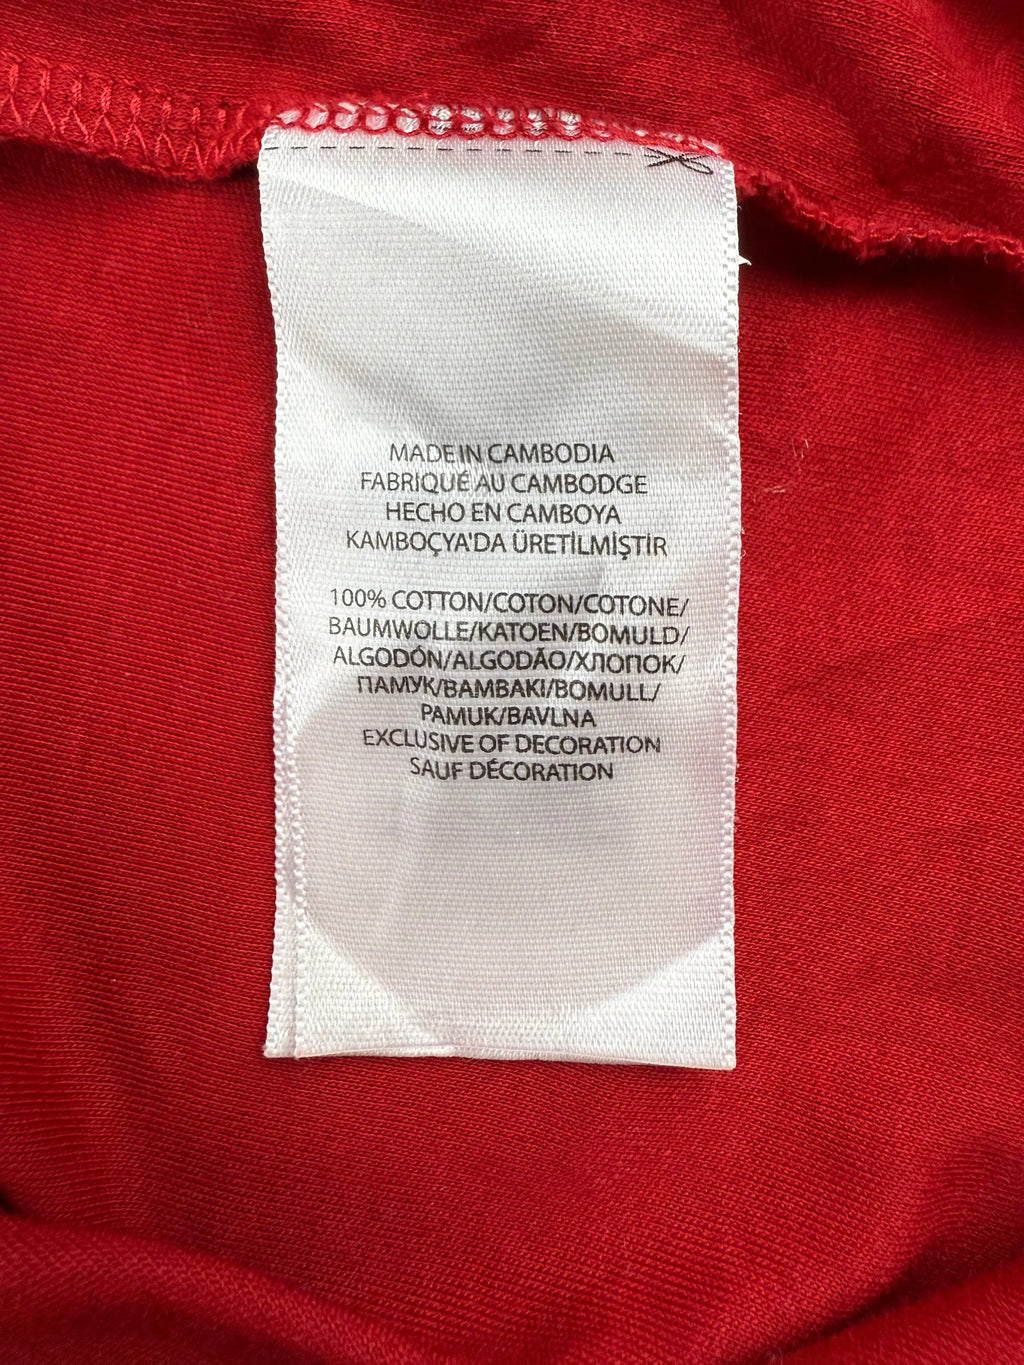 MADE IN CAMBODIA
FABRIQUÉ AU CAMBODGE
HECHO EN CAMBOYA
KAMBOÇYA'DA ÜRETİLMİŞTİR
100% COTTON/COTON/COTONE/
BAUMWOLLE/KATOEN/BOMULD/
ALGODÓN/ALGODÃO/ХЛОПОК/
ПАМУК/BAMBAKI/BOMULL/
PAMUK/BAVLNA
EXCLUSIVE OF DECORATION
SAUF DÉCORATION